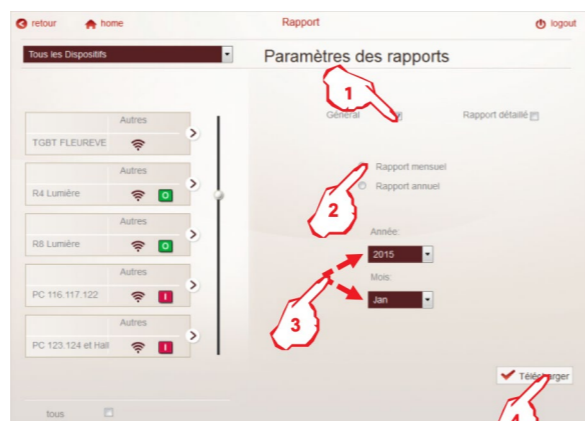 retour home Rapport logout
Tous les Dispositifs
Paramètres des rapports
Autres
TGBT FLEUREVE
Autres
R4 Lumière
O
Autres
R8 Lumière
O
Autres
PC 116.117.122
I
Autres
PC 123.124 et Hall
I
tous
1
Général
Rapport détaillé
Rapport mensuel
Rapport annuel
2
Année:
2015
Mois:
Jan
3
Télécharger
4